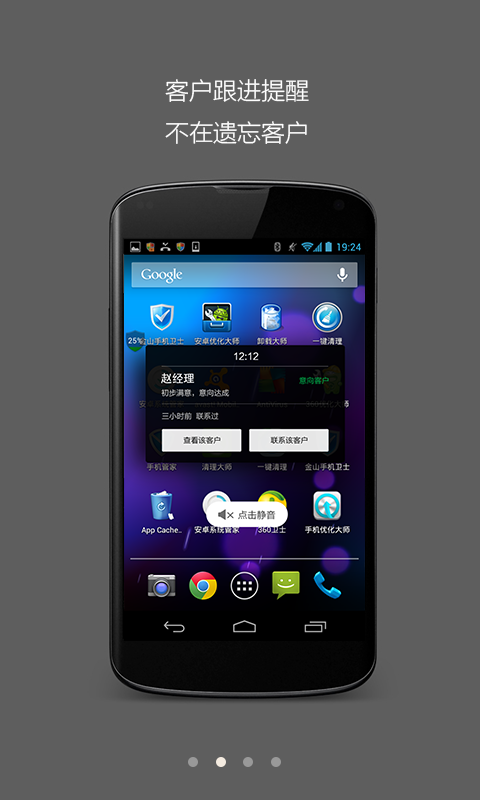 客户跟进提醒
不在遗忘客户
19:24
Google
25%
金山手机卫士
安卓优化大师
卸载大师
一键清理
12:12
赵经理
意向客户
初步满意，意向达成
三小时前 联系过
查看该客户
联系该客户
手机管家
清理大师
一键清理
金山手机卫士
点击静音
App Cache..
安卓系统管家
360卫士
手机优化大师